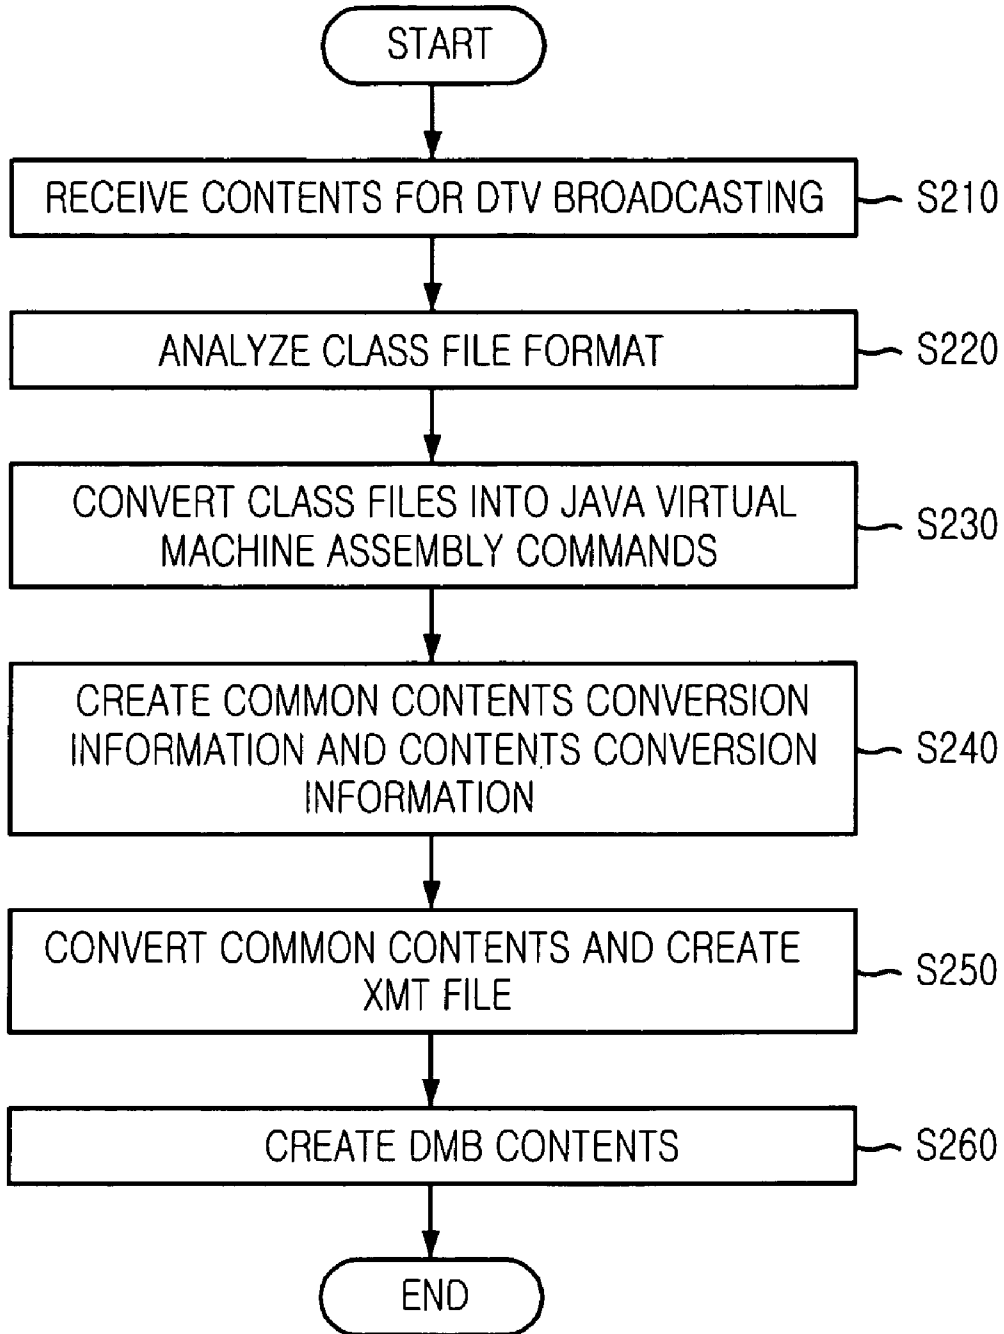 START
RECEIVE CONTENTS FOR DTV BROADCASTING
S210
ANALYZE CLASS FILE FORMAT
S220
CONVERT CLASS FILES INTO JAVA VIRTUAL
MACHINE ASSEMBLY COMMANDS
S230
CREATE COMMON CONTENTS CONVERSION
INFORMATION AND CONTENTS CONVERSION
INFORMATION
S240
CONVERT COMMON CONTENTS AND CREATE
XMT FILE
S250
CREATE DMB CONTENTS
S260
END